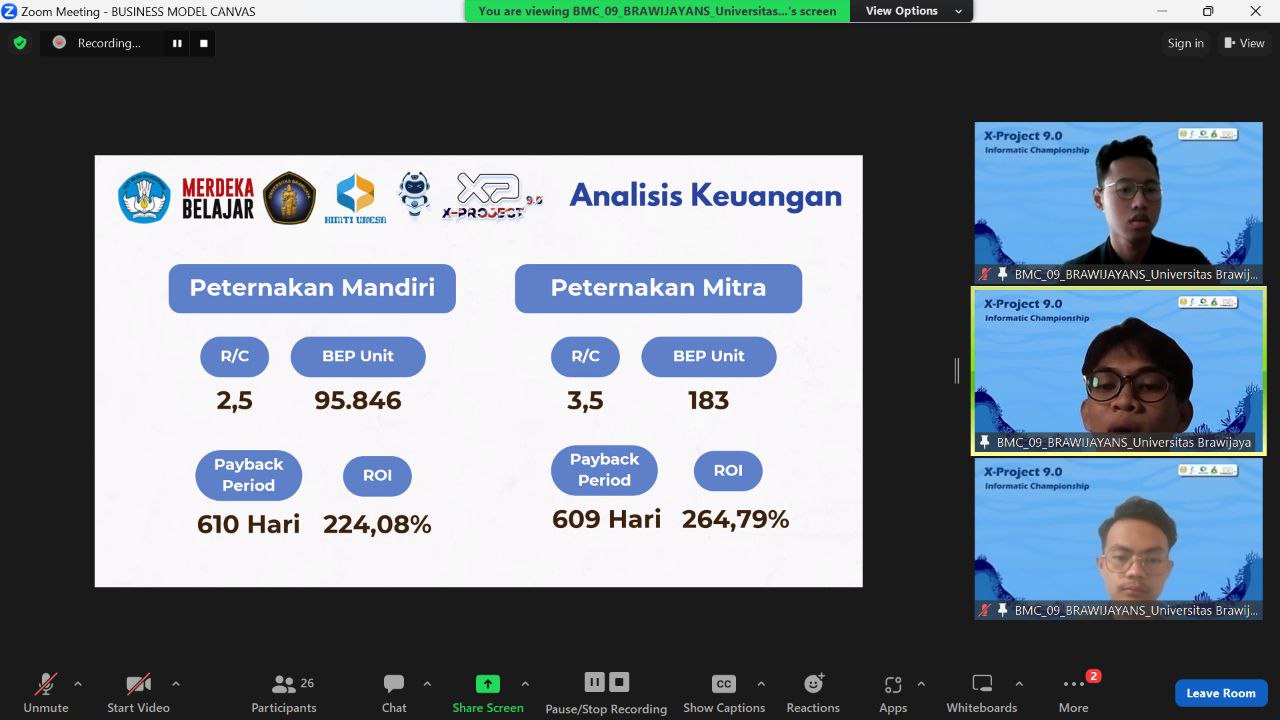 Zoom Meeting - BUSINESS MODEL CANVAS
You are viewing BMC_09_BRAWIJAYANS_Universitas...'s screen
View Options
Recording...
Sign in
View
MERDEKA
BELAJAR
UNIVERSITAS BRAWIJAYA
HIMTI UNESA
XP
9.0
X-PROJECT
Analisis Keuangan
Peternakan Mandiri
Peternakan Mitra
R/C
BEP Unit
R/C
BEP Unit
2,5
95.846
3,5
183
Payback
Period
ROI
Payback
Period
ROI
610 Hari
224,08%
609 Hari
264,79%
X-Project 9.0
Informatic Championship
BMC_09_BRAWIJAYANS_Universitas Brawij...
X-Project 9.0
Informatic Championship
BMC_09_BRAWIJAYANS_Universitas Brawijaya
X-Project 9.0
Informatic Championship
BMC_09_BRAWIJAYANS_Universitas Brawij...
Unmute
Start Video
26
Participants
Chat
Share Screen
Pause/Stop Recording
CC
Show Captions
Reactions
Apps
Whiteboards
2
More
Leave Room